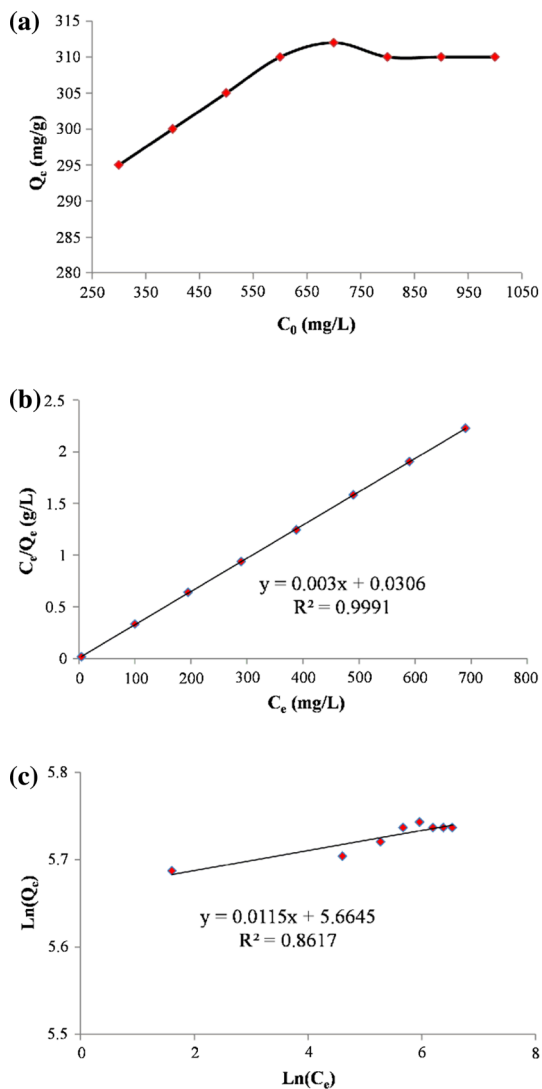 (a)
315
310
305
300
295
290
285
280
Qe (mg/g)
250 350 450 550 650 750 850 950 1050
C0 (mg/L)
(b)
2.5
2
1.5
1
0.5
0
Ce/Qe (g/L)
y = 0.003x + 0.0306
R² = 0.9991
0 100 200 300 400 500 600 700 800
Ce (mg/L)
(c)
5.8
5.7
5.6
5.5
Ln(Qe)
y = 0.0115x + 5.6645
R² = 0.8617
0 2 4 6 8
Ln(Ce)